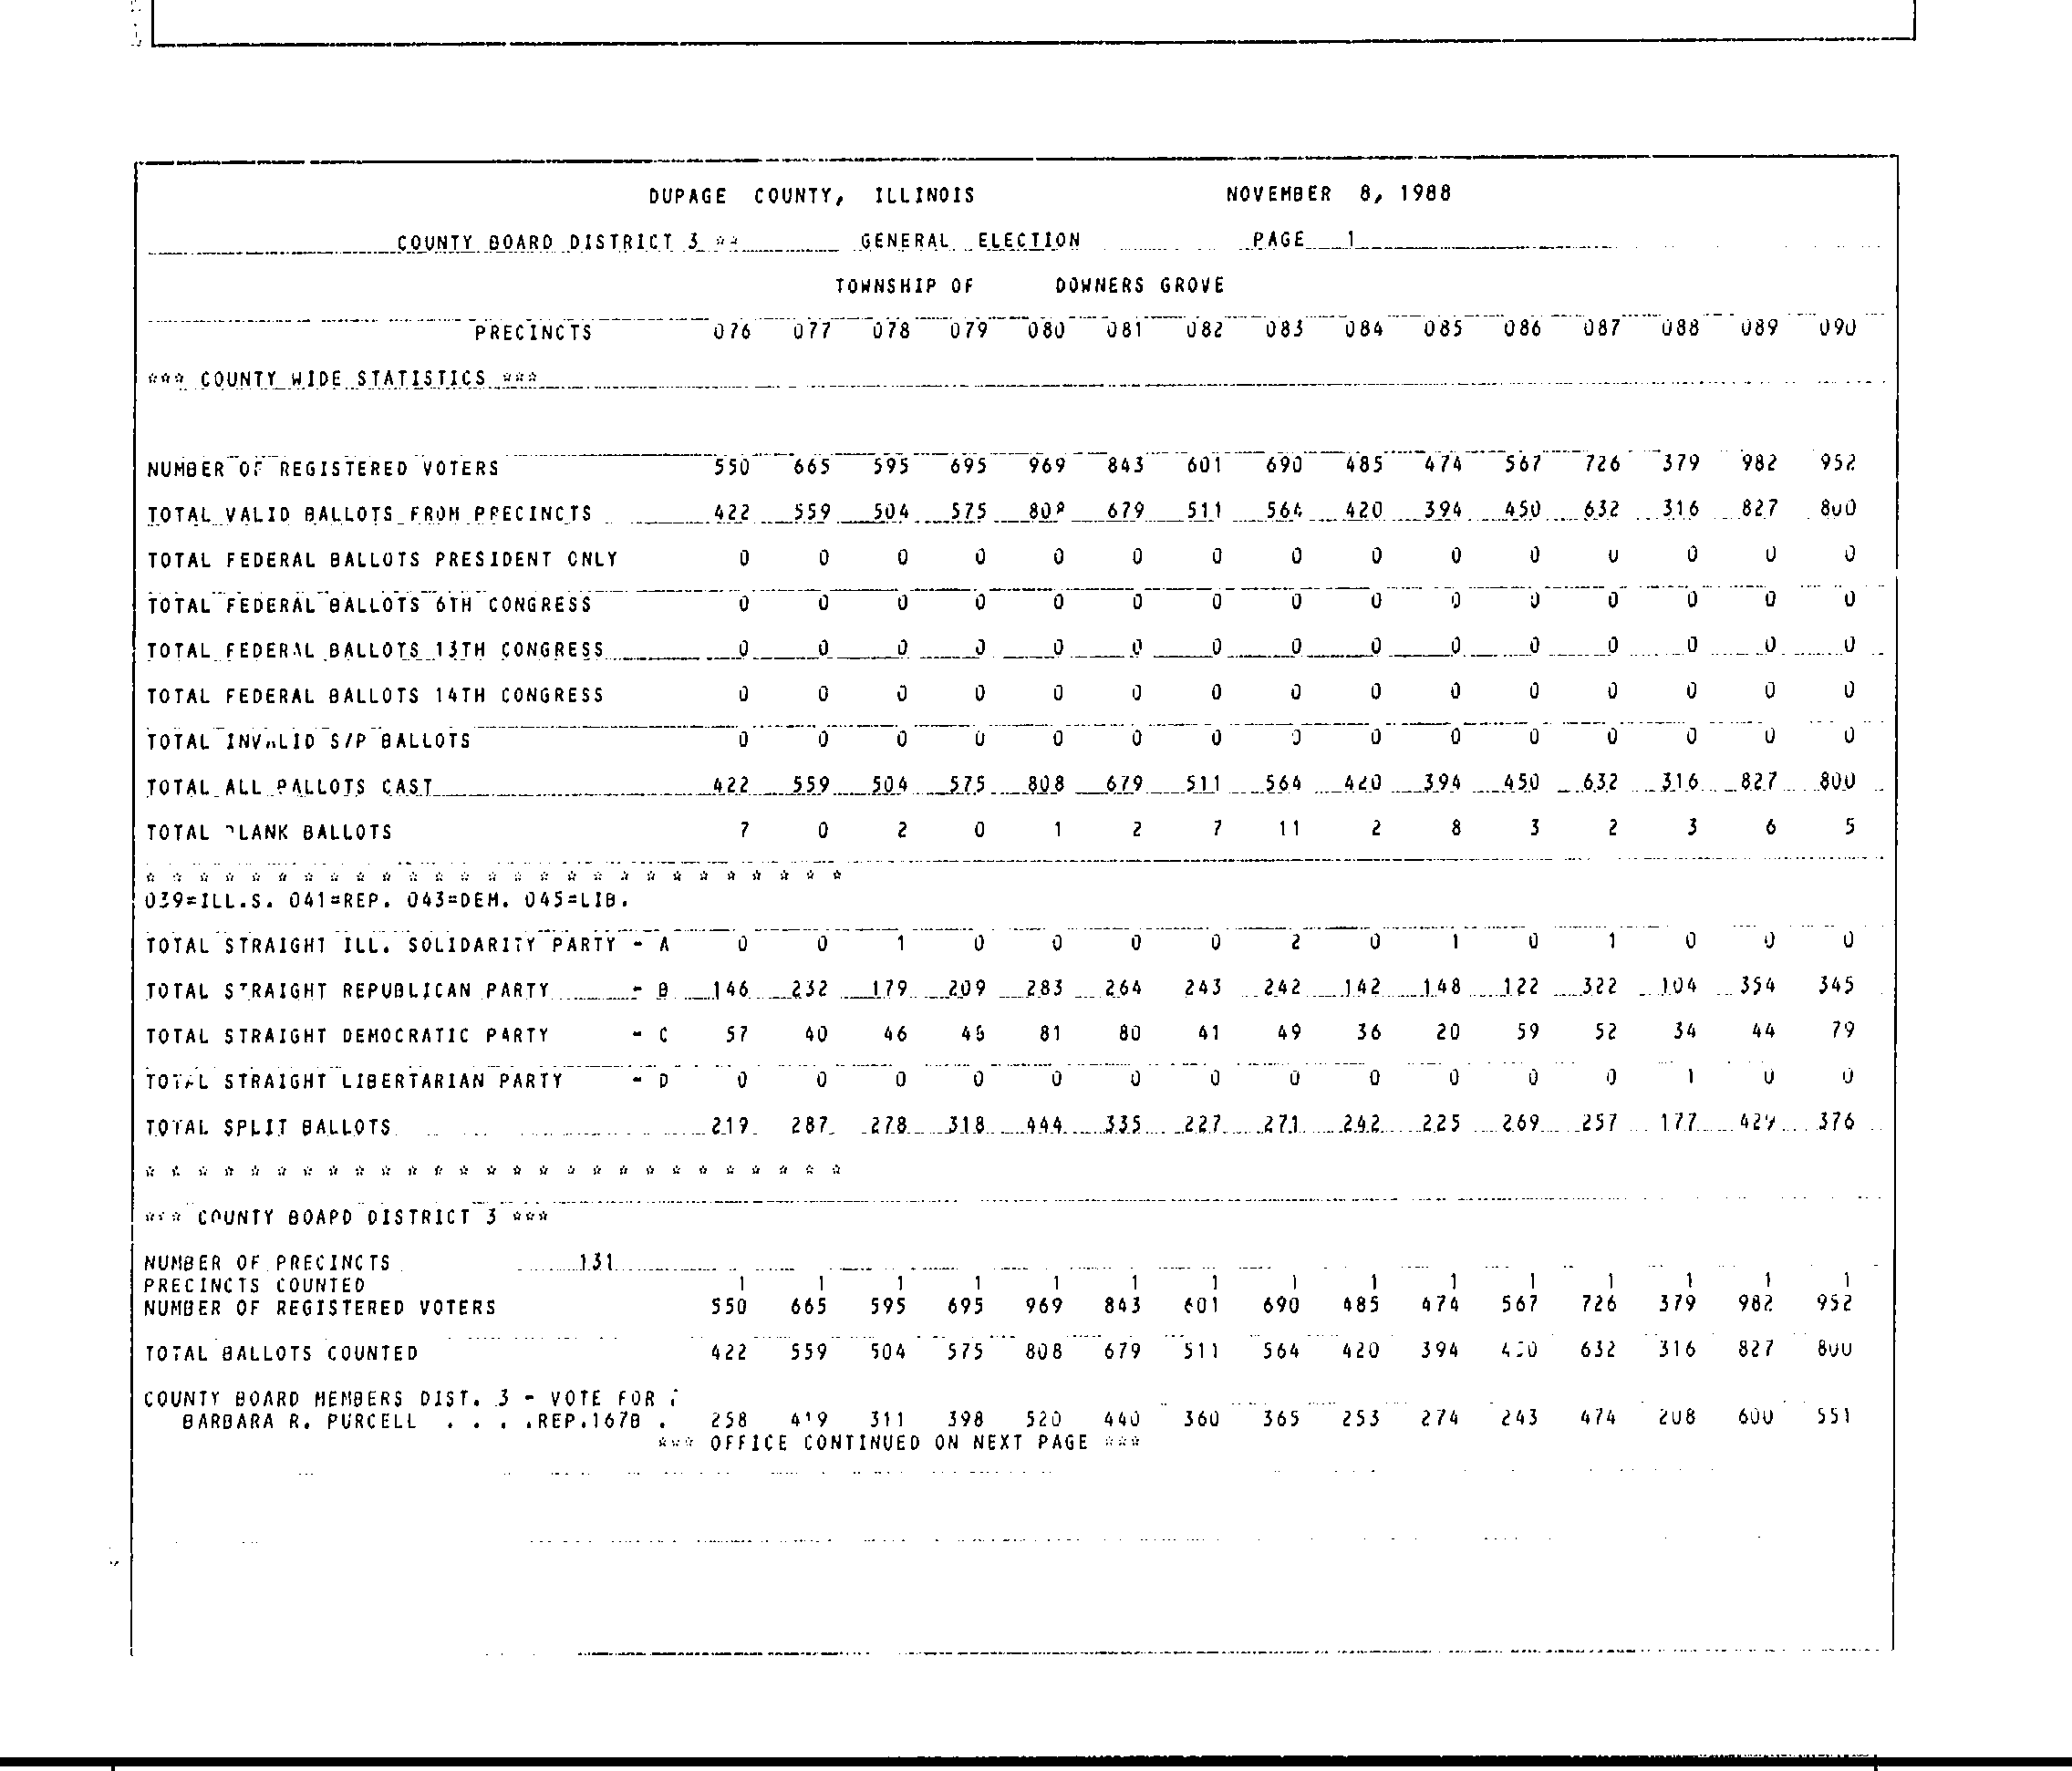 DUPAGE COUNTY, ILLINOIS NOVEMBER 8, 1988
COUNTY BOARD DISTRICT 3 ** GENERAL ELECTION PAGE 1
TOWNSHIP OF DOWNERS GROVE
PRECINCTS 076 077 078 079 080 081 082 083 084 085 086 087 088 089 090
*** COUNTY WIDE STATISTICS ***
NUMBER OF REGISTERED VOTERS 550 665 595 695 969 843 601 690 485 474 567 726 379 982 952
TOTAL VALID BALLOTS FROM PRECINCTS 422 559 504 575 808 679 511 564 420 394 450 632 316 827 800
TOTAL FEDERAL BALLOTS PRESIDENT ONLY 0 0 0 0 0 0 0 0 0 0 0 0 0 0 0
TOTAL FEDERAL BALLOTS 6TH CONGRESS 0 0 0 0 0 0 0 0 0 0 0 0 0 0 0
TOTAL FEDERAL BALLOTS 13TH CONGRESS 0 0 0 0 0 0 0 0 0 0 0 0 0 0 0
TOTAL FEDERAL BALLOTS 14TH CONGRESS 0 0 0 0 0 0 0 0 0 0 0 0 0 0 0
TOTAL INVALID S/P BALLOTS 0 0 0 0 0 0 0 0 0 0 0 0 0 0 0
TOTAL ALL BALLOTS CAST 422 559 504 575 808 679 511 564 420 394 450 632 316 827 800
TOTAL BLANK BALLOTS 7 0 2 0 1 2 7 11 2 8 3 2 3 6 5
* * * * * * * * * * * * * * * * * * * * * * * * * * *
039=ILL.S. 041=REP. 043=DEM. 045=LIB.
TOTAL STRAIGHT ILL. SOLIDARITY PARTY - A 0 0 1 0 0 0 0 2 0 1 0 1 0 0 0
TOTAL STRAIGHT REPUBLICAN PARTY - B 146 232 179 209 283 264 243 242 142 148 122 322 104 354 345
TOTAL STRAIGHT DEMOCRATIC PARTY - C 57 40 46 48 81 80 41 49 36 20 59 52 34 44 79
TOTAL STRAIGHT LIBERTARIAN PARTY - D 0 0 0 0 0 0 0 0 0 0 0 0 1 0 0
TOTAL SPLIT BALLOTS 219 287 278 318 444 335 227 271 242 225 269 257 177 429 376
* * * * * * * * * * * * * * * * * * * * * * * * * * *
*** COUNTY BOARD DISTRICT 3 ***
NUMBER OF PRECINCTS 131
PRECINCTS COUNTED 1 1 1 1 1 1 1 1 1 1 1 1 1 1 1
NUMBER OF REGISTERED VOTERS 550 665 595 695 969 843 601 690 485 474 567 726 379 982 952
TOTAL BALLOTS COUNTED 422 559 504 575 808 679 511 564 420 394 450 632 316 827 800
COUNTY BOARD MEMBERS DIST. 3 - VOTE FOR
BARBARA R. PURCELL . . . .REP.167B . 258 419 311 398 520 440 360 365 253 274 243 474 208 600 551
*** OFFICE CONTINUED ON NEXT PAGE ***